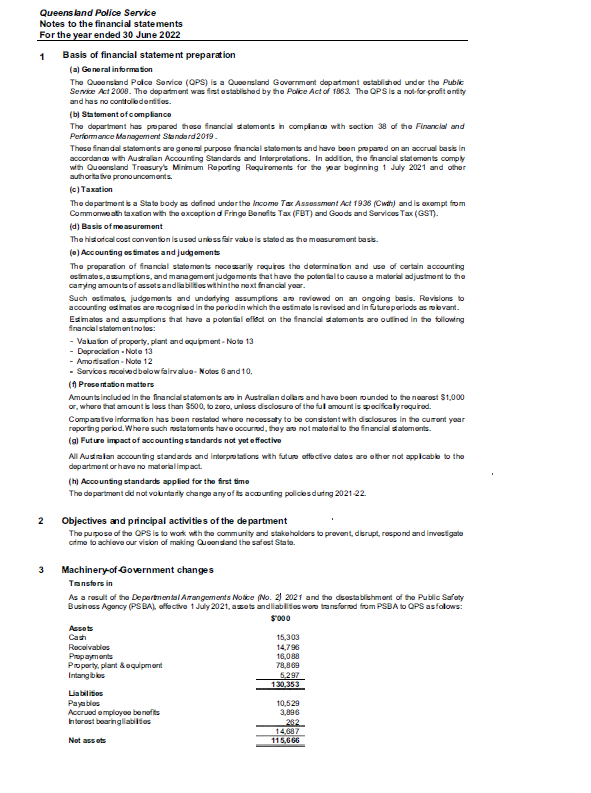 Queensland Police Service
Notes to the financial statements
For the year ended 30 June 2022
1 Basis of financial statement preparation
(a) General information
The Queensland Police Service (QPS) is a Queensland Government department established under the Public
Service Act 2008. The department was first established by the Police Act of 1863. The QPS is a not-for-profit entity
and has no controlled entities.
(b) Statement of compliance
The department has prepared these financial statements in compliance with section 38 of the Financial and
Performance Management Standard 2019.
These financial statements are general purpose financial statements and have been prepared on an accrual basis in
accordance with Australian Accounting Standards and Interpretations. In addition, the financial statements comply
with Queensland Treasury's Minimum Reporting Requirements for the year beginning 1 July 2021 and other
authoritative pronouncements.
(c) Taxation
The department is a State body as defined under the Income Tax Assessment Act 1936 (Cwth) and is exempt from
Commonwealth taxation with the exception of Fringe Benefits Tax (FBT) and Goods and Services Tax (GST).
(d) Basis of measurement
The historical cost convention is used unless fair value is stated as the measurement basis.
(e) Accounting estimates and judgements
The preparation of financial statements necessarily requires the determination and use of certain accounting
estimates, assumptions, and management judgements that have the potential to cause a material adjustment to the
carrying amounts of assets and liabilities within the next financial year.
Such estimates, judgements and underlying assumptions are reviewed on an ongoing basis. Revisions to
accounting estimates are recognised in the period in which the estimate is revised and in future periods as relevant.
Estimates and assumptions that have a potential effect on the financial statements are outlined in the following
financial statement notes:
- Valuation of property, plant and equipment - Note 13
- Depreciation - Note 13
- Amortisation - Note 12
- Services received below fair value - Notes 6 and 10.
(f) Presentation matters
Amounts included in the financial statements are in Australian dollars and have been rounded to the nearest $1,000
or, where that amount is less than $500, to zero, unless disclosure of the full amount is specifically required.
Comparative information has been restated where necessary to be consistent with disclosures in the current year
reporting period. Where such restatements have occurred, they are not material to the financial statements.
(g) Future impact of accounting standards not yet effective
All Australian accounting standards and interpretations with future effective dates are either not applicable to the
department or have no material impact.
(h) Accounting standards applied for the first time
The department did not voluntarily change any of its accounting policies during 2021-22.
2 Objectives and principal activities of the department
The purpose of the QPS is to work with the community and stakeholders to prevent, disrupt, respond and investigate
crime to achieve our vision of making Queensland the safest State.
3 Machinery-of-Government changes
Transfers in
As a result of the Departmental Arrangements Notice (No. 2) 2021 and the disestablishment of the Public Safety
Business Agency (PSBA), effective 1 July 2021, assets and liabilities were transferred from PSBA to QPS as follows:
$'000
Assets
Cash 15,303
Receivables 14,796
Prepayments 16,088
Property, plant & equipment 78,869
Intangibles 5,297
130,353
Liabilities
Payables 10,529
Accrued employee benefits 3,896
Interest bearing liabilities 262
14,687
Net assets 115,666